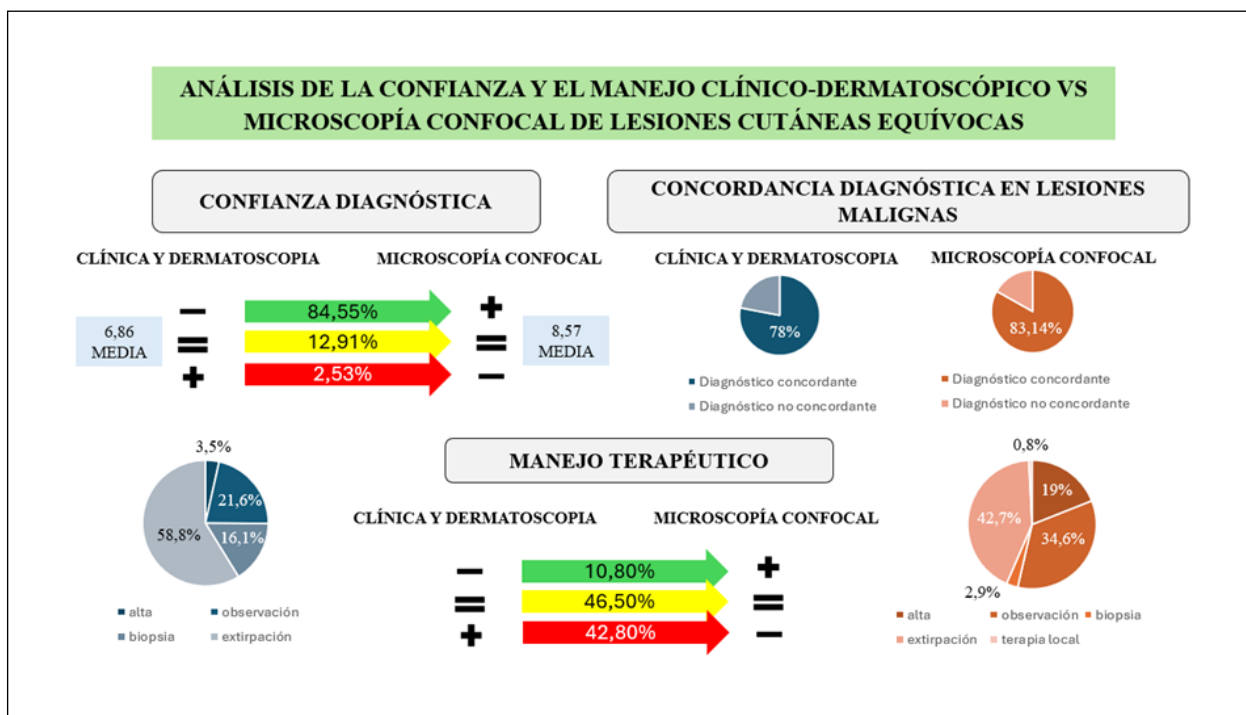 ANÁLISIS DE LA CONFIANZA Y EL MANEJO CLÍNICO-DERMATOSCÓPICO VS
MICROSCOPÍA CONFOCAL DE LESIONES CUTÁNEAS EQUÍVOCAS
CONFIANZA DIAGNÓSTICA
CLÍNICA Y DERMATOSCOPIA
MICROSCOPÍA CONFOCAL
6,86
MEDIA
− 84,55% +
= 12,91% =
+ 2,53% −
8,57
MEDIA
CONCORDANCIA DIAGNÓSTICA EN LESIONES
MALIGNAS
CLÍNICA Y DERMATOSCOPIA
78%
Diagnóstico concordante
Diagnóstico no concordante
MICROSCOPÍA CONFOCAL
83,14%
Diagnóstico concordante
Diagnóstico no concordante
3,5%
21,6%
16,1%
58,8%
alta
observación
biopsia
extirpación
MANEJO TERAPÉUTICO
CLÍNICA Y DERMATOSCOPIA
MICROSCOPÍA CONFOCAL
− 10,80% +
= 46,50% =
+ 42,80% −
0,8%
19%
34,6%
2,9%
42,7%
alta
observación
biopsia
extirpación
terapia local